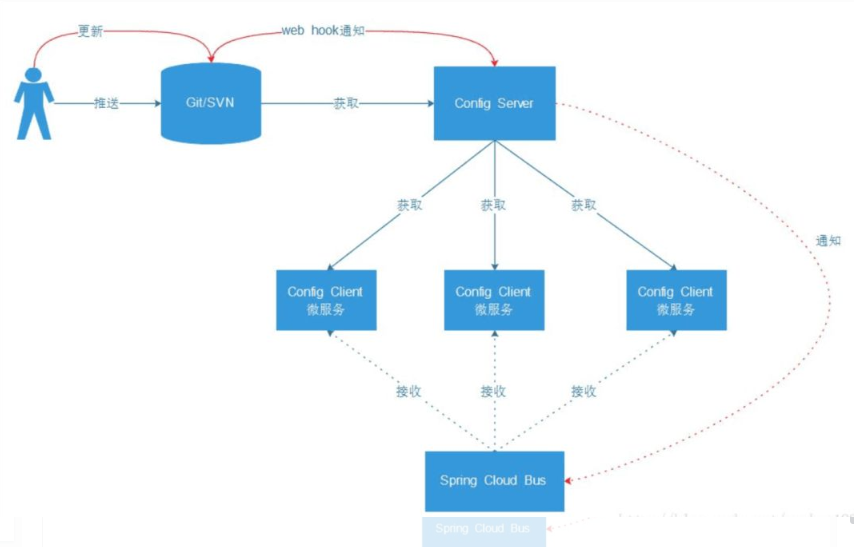 更新
web hook通知
推送
Git/SVN
获取
Config Server
获取
获取
获取
通知
Config Client
微服务
Config Client
微服务
Config Client
微服务
接收
接收
接收
Spring Cloud Bus
Spring Cloud Bus